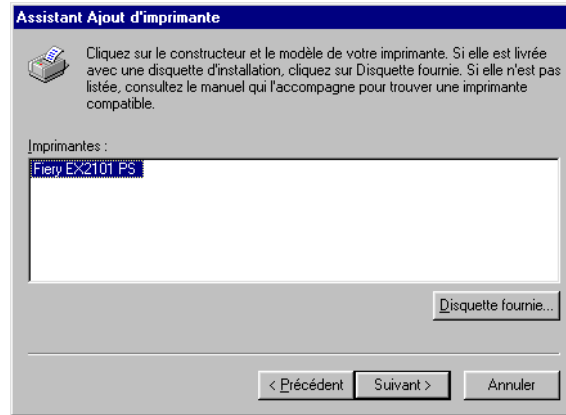 Assistant Ajout d'imprimante
Cliquez sur le constructeur et le modèle de votre imprimante. Si elle est livrée
avec une disquette d'installation, cliquez sur Disquette fournie. Si elle n'est pas
listée, consultez le manuel qui l'accompagne pour trouver une imprimante
compatible.
Imprimantes :
Fiery EX2101 PS
Disquette fournie...
< Précédent
Suivant >
Annuler